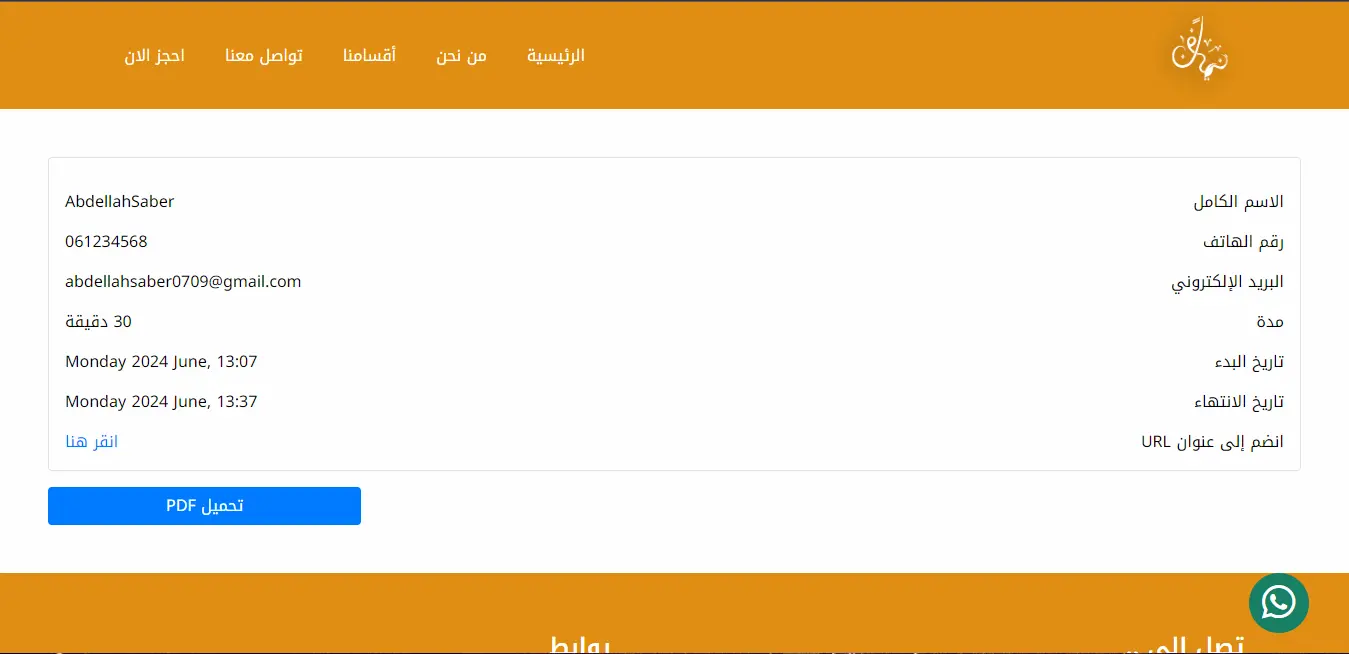 الرئيسية من نحن أقسامنا تواصل معنا احجز الان
الاسم الكامل AbdellahSaber
رقم الهاتف 061234568
البريد الإلكتروني abdellahsaber0709@gmail.com
مدة 30 دقيقة
تاريخ البدء Monday 2024 June, 13:07
تاريخ الانتهاء Monday 2024 June, 13:37
انضم إلى عنوان URL انقر هنا
تحميل PDF
روابط